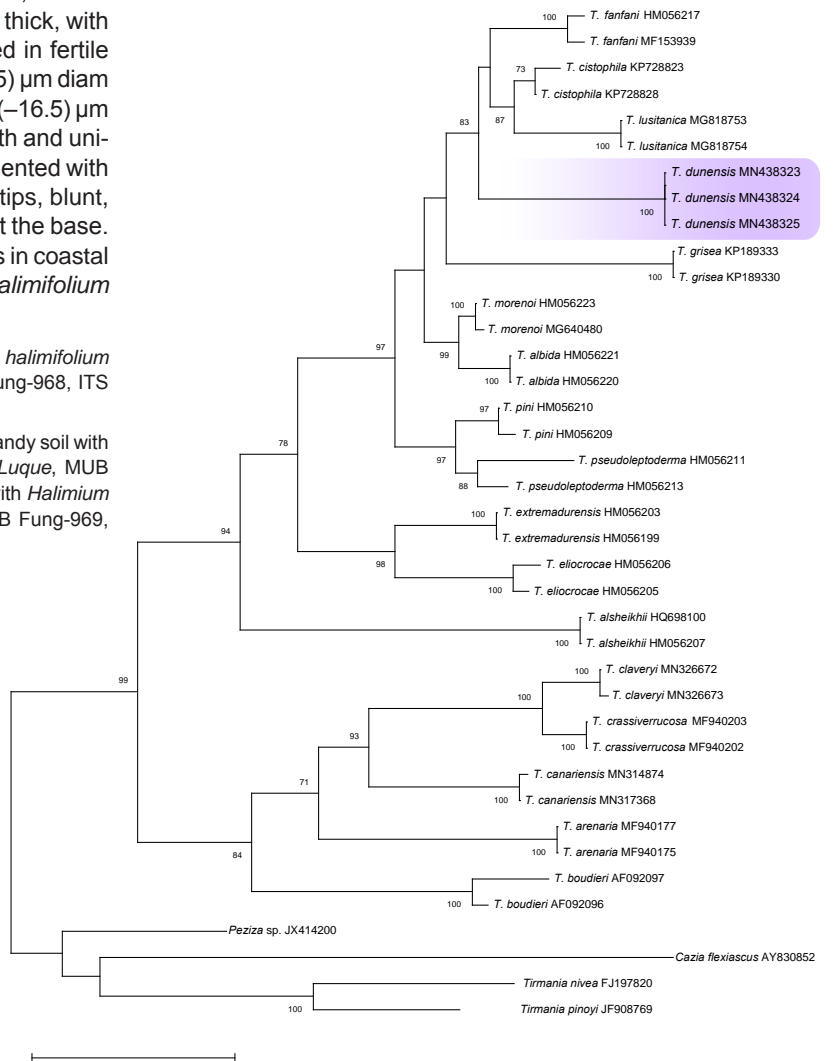 thick, with
ed in fertile
5) µm diam
(–16.5) µm
th and uni-
ented with
tips, blunt,
t the base.
s in coastal
alimifolium
halimifolium
ung-968, ITS
andy soil with
Luque, MUB
with Halimium
B Fung-969,
100
T. fanfani HM056217
T. fanfani MF153939
73
T. cistophila KP728823
T. cistophila KP728828
83
87
T. lusitanica MG818753
100
T. lusitanica MG818754
T. dunensis MN438323
T. dunensis MN438324
100
T. dunensis MN438325
T. grisea KP189333
100
T. grisea KP189330
100
T. morenoi HM056223
T. morenoi MG640480
97
99
T. albida HM056221
100
T. albida HM056220
97
T. pini HM056210
T. pini HM056209
97
T. pseudoleptoderma HM056211
88
T. pseudoleptoderma HM056213
78
100
T. extremadurensis HM056203
T. extremadurensis HM056199
98
T. eliocrocae HM056206
100
T. eliocrocae HM056205
94
T. alsheikhii HQ698100
100
T. alsheikhii HM056207
99
100
T. claveryi MN326672
T. claveryi MN326673
100
T. crassiverrucosa MF940203
100
T. crassiverrucosa MF940202
93
T. canariensis MN314874
100
T. canariensis MN317368
71
T. arenaria MF940177
100
T. arenaria MF940175
84
T. boudieri AF092097
100
T. boudieri AF092096
Peziza sp. JX414200
Cazia flexiascus AY830852
Tirmania nivea FJ197820
100
Tirmania pinoyi JF908769